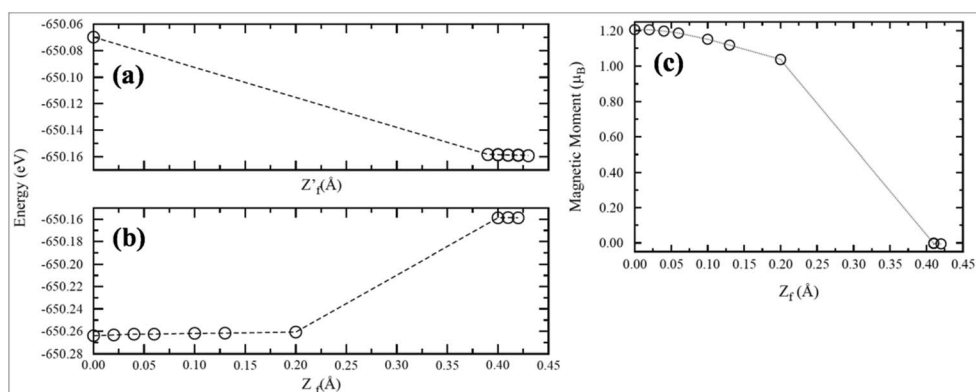 -650.06
-650.08
-650.10
-650.12
-650.14
-650.16
(a)
Z'f(Å)
Energy (eV)
-650.16
-650.18
-650.20
-650.22
-650.24
-650.26
-650.28
(b)
0.00 0.05 0.10 0.15 0.20 0.25 0.30 0.35 0.40 0.45
Zf(Å)
1.20
1.00
0.80
0.60
0.40
0.20
0.00
(c)
Magnetic Moment (μB)
0.00 0.05 0.10 0.15 0.20 0.25 0.30 0.35 0.40 0.45
Zf(Å)